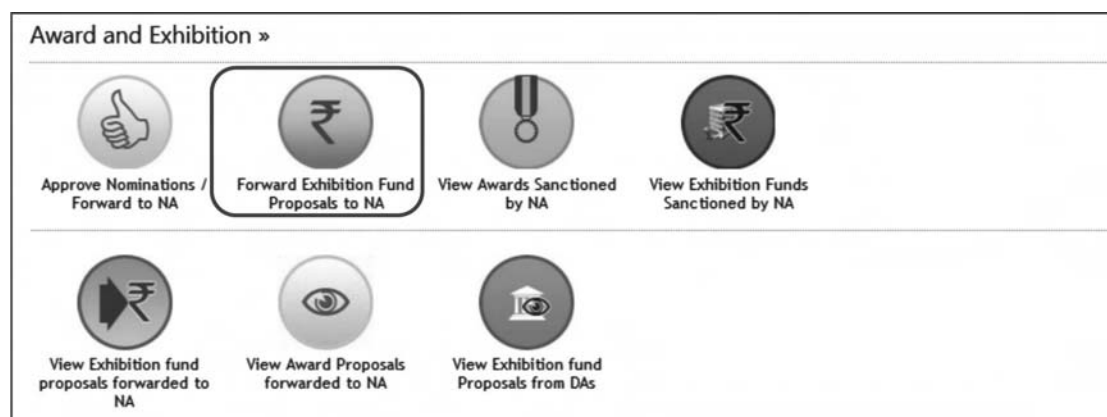 Award and Exhibition »
Approve Nominations /
Forward to NA
Forward Exhibition Fund
Proposals to NA
View Awards Sanctioned
by NA
View Exhibition Funds
Sanctioned by NA
View Exhibition fund
proposals forwarded to
NA
View Award Proposals
forwarded to NA
View Exhibition fund
Proposals from DAs